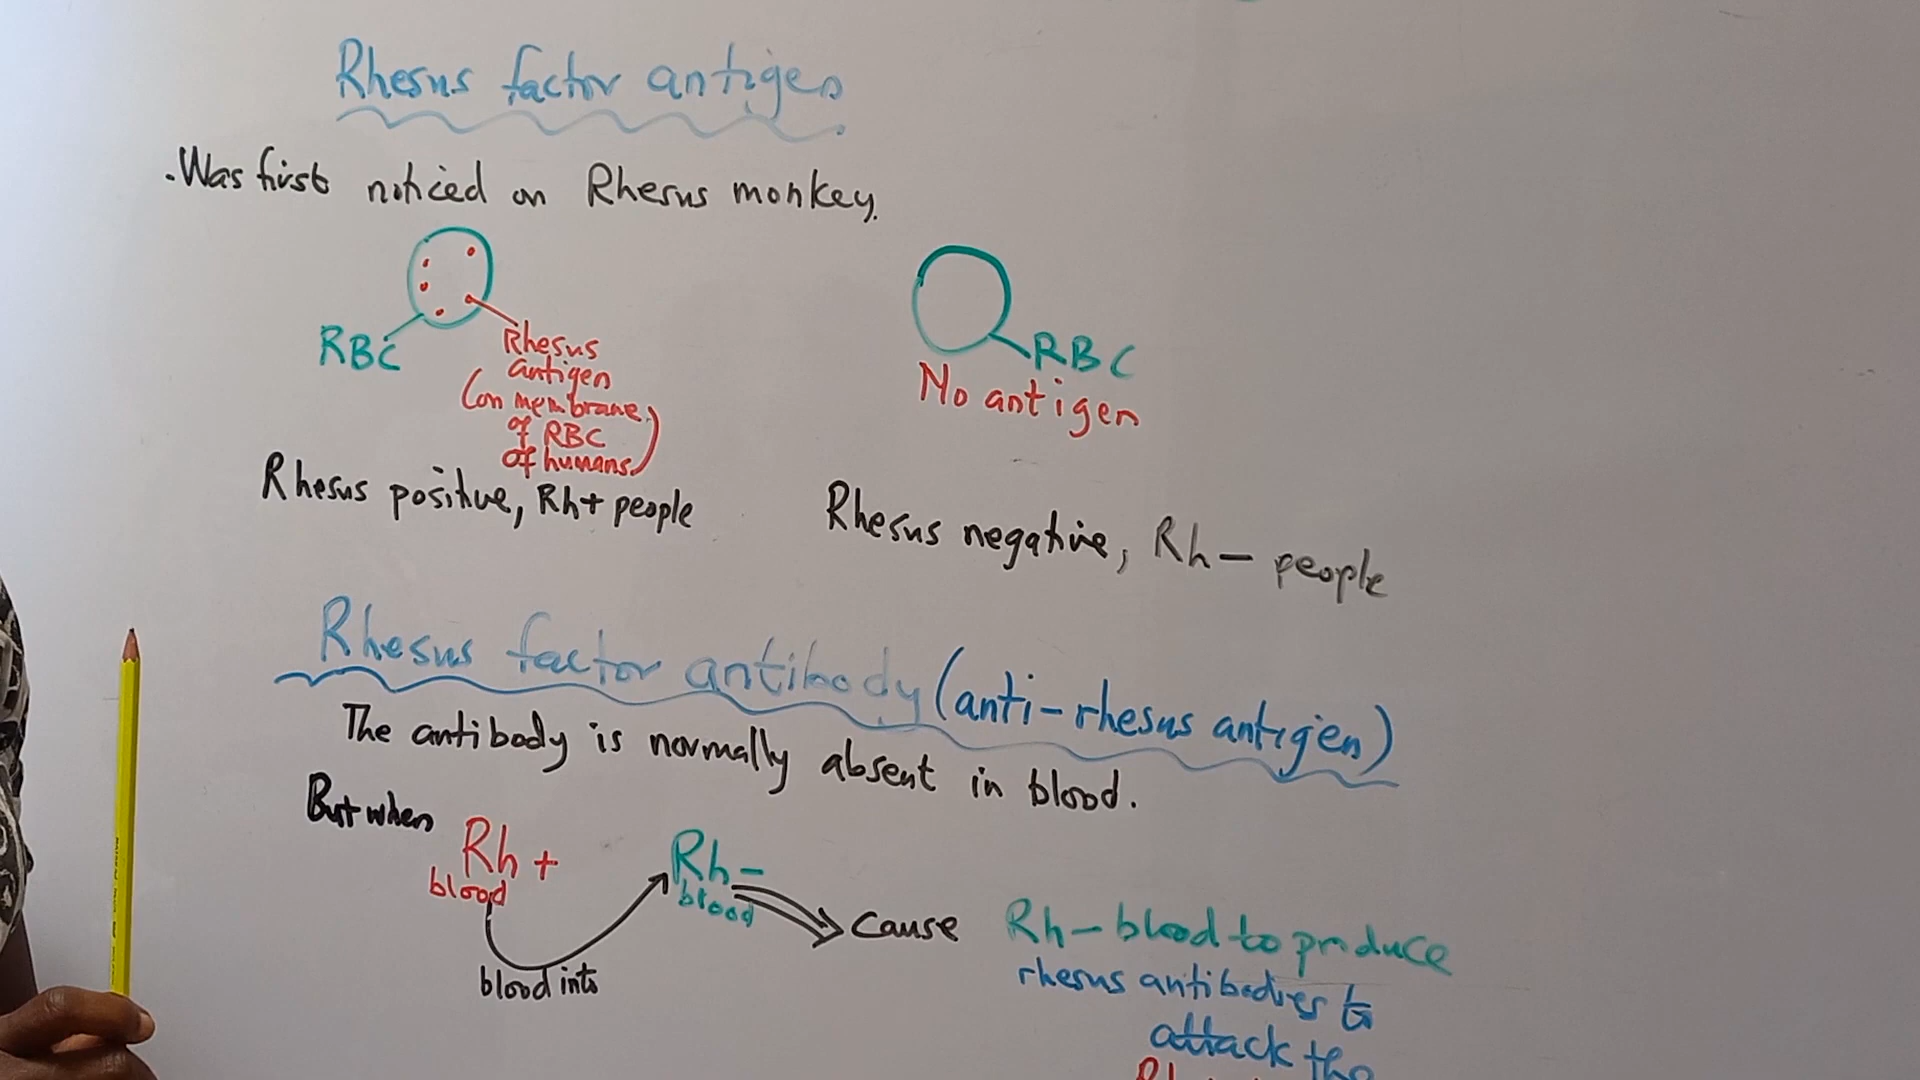 Rhesus factor antigen
.Was first noticed on Rhesus monkey.
RBC
Rhesus
antigen
(on membrane
of RBC
of humans)
RBC
No antigen
Rhesus positive, Rh+ people
Rhesus negative, Rh- people
Rhesus factor antibody (anti-rhesus antigen)
The antibody is normally absent in blood.
But when
Rh+
blood
blood into
Rh-
blood
cause
Rh- blood to produce
rhesus antibodies to
attack the